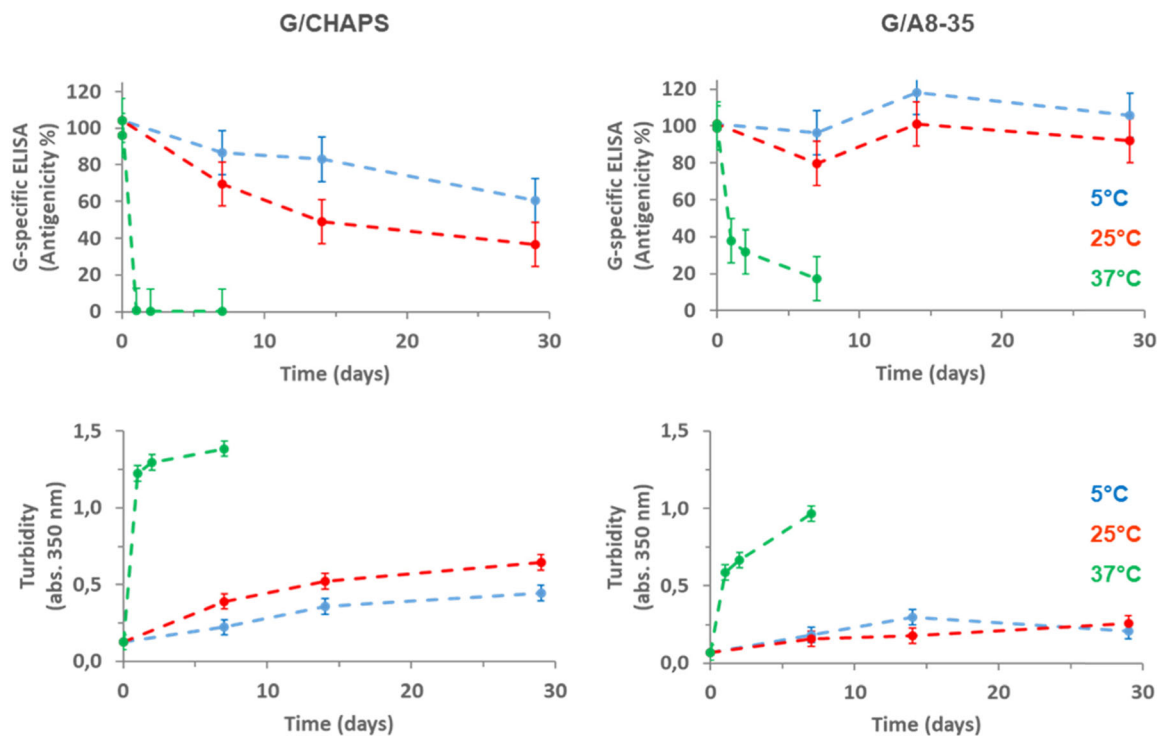 G/CHAPS
G/A8-35
G-specific ELISA
(Antigenicity %)
120
100
80
60
40
20
0
0
10
20
30
Time (days)
G-specific ELISA
(Antigenicity %)
120
100
80
60
40
20
0
0
10
20
30
Time (days)
5°C
25°C
37°C
Turbidity
(abs. 350 nm)
1,5
1,0
0,5
0,0
0
10
20
30
Time (days)
Turbidity
(abs. 350 nm)
1,5
1,0
0,5
0,0
0
10
20
30
Time (days)
5°C
25°C
37°C